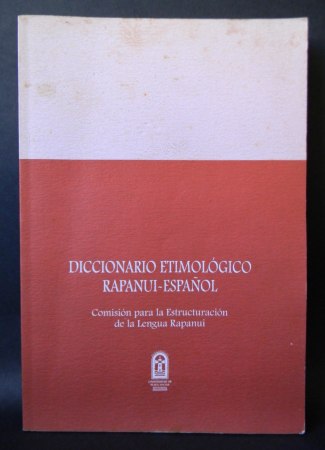 DICCIONARIO ETIMOLÓGICO
RAPANUI-ESPAÑOL
Comisión para la Estructuración
de la Lengua Rapanui